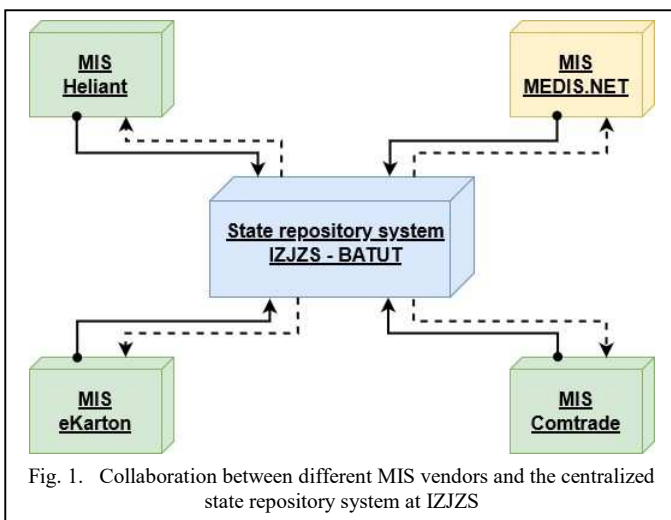 MIS
Heliant
MIS
MEDIS.NET
State repository system
IZJZS - BATUT
MIS
eKarton
MIS
Comtrade
Fig. 1. Collaboration between different MIS vendors and the centralized
state repository system at IZJZS